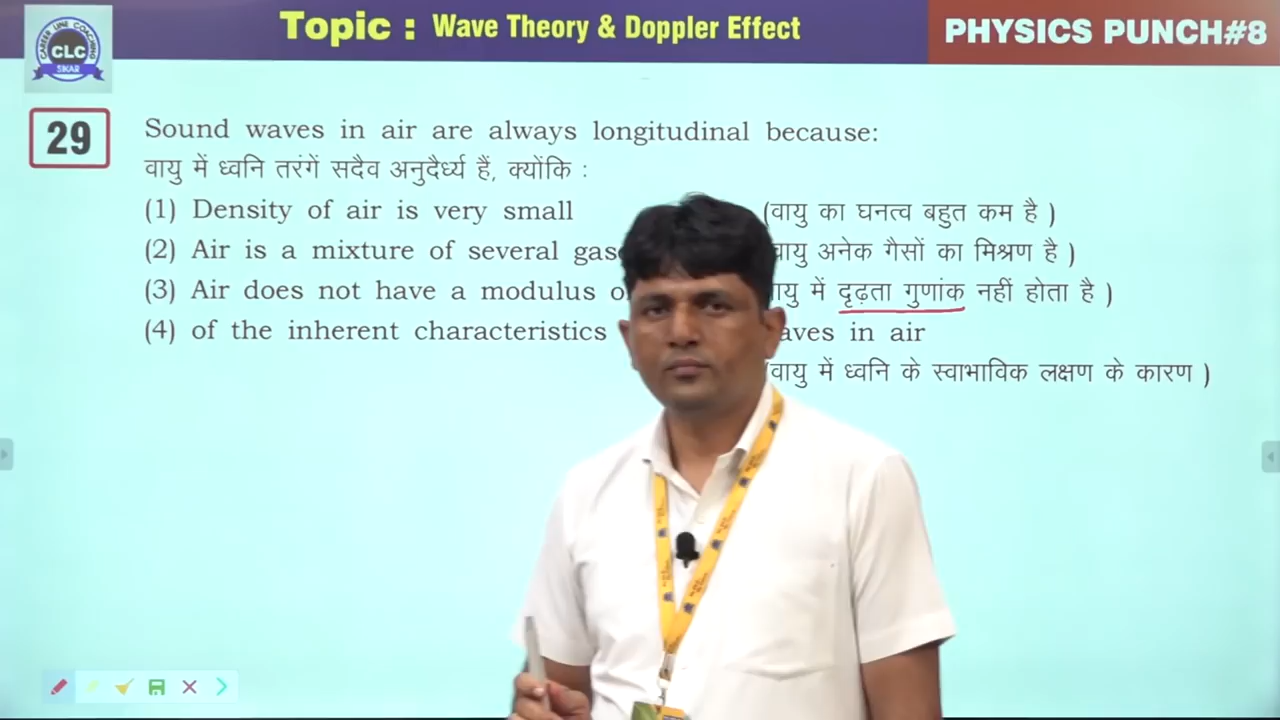 Topic : Wave Theory & Doppler Effect
PHYSICS PUNCH#8
CAREER LINE COACHING
CLC
SIKAR
29
Sound waves in air are always longitudinal because:
वायु में ध्वनि तरंगें सदैव अनुदैर्ध्य हैं, क्योंकि :
(1) Density of air is very small (वायु का घनत्व बहुत कम है )
(2) Air is a mixture of several वायु अनेक गैसों का मिश्रण है )
(3) Air does not have a modulus में दृढ़ता गुणांक नहीं होता है )
(4) of the inherent characteristics in air
(वायु में ध्वनि के स्वाभाविक लक्षण के कारण )